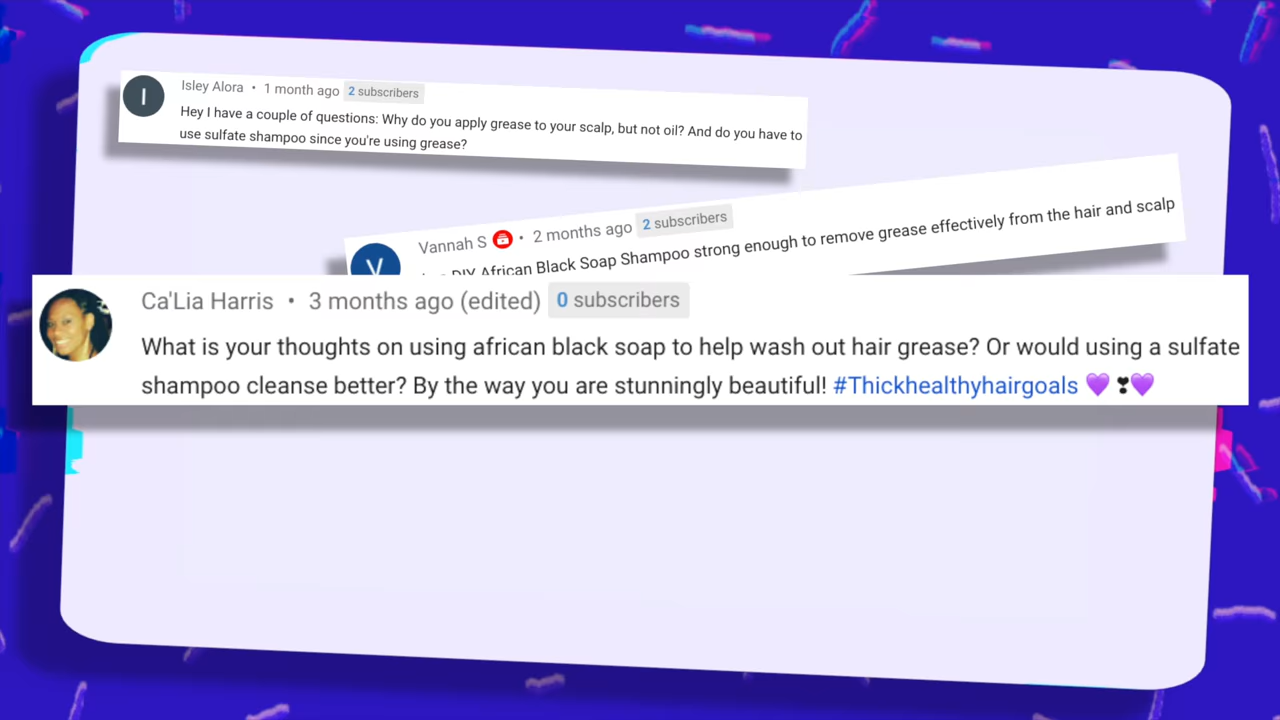 I
Isley Alora • 1 month ago 2 subscribers
Hey I have a couple of questions: Why do you apply grease to your scalp, but not oil? And do you have to
use sulfate shampoo since you're using grease?
V
Vannah S • 2 months ago 2 subscribers
DIY African Black Soap Shampoo strong enough to remove grease effectively from the hair and scalp
Ca'Lia Harris • 3 months ago (edited) 0 subscribers
What is your thoughts on using african black soap to help wash out hair grease? Or would using a sulfate
shampoo cleanse better? By the way you are stunningly beautiful! #Thickhealthyhairgoals 💜 ❣💜